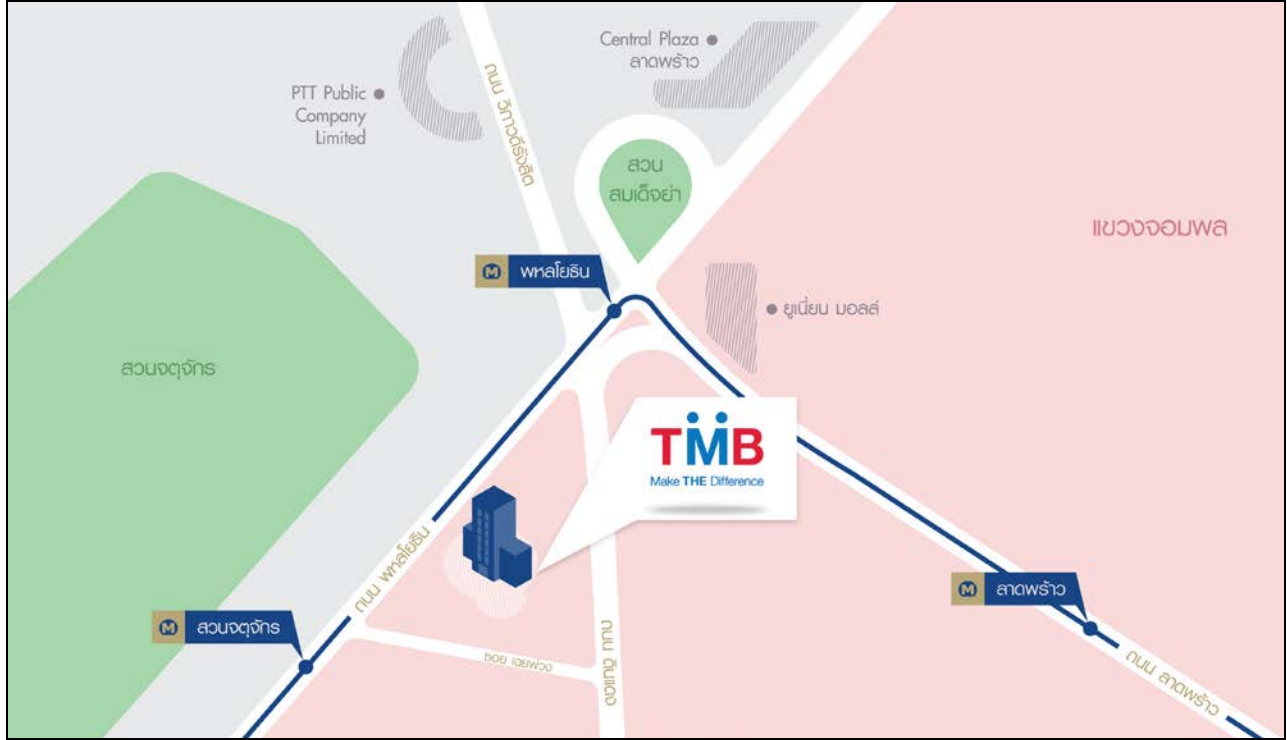 Central Plaza
ลาดพร้าว
PTT Public
Company
Limited
ถนน วิภาวดีรังสิต
สวน
สมเด็จย่า
แขวงจอมพล
M พหลโยธิน
ยูเนี่ยน มอลล์
สวนจตุจักร
TMB
Make THE Difference
ถนน พหลโยธิน
M ลาดพร้าว
M สวนจตุจักร
ซอย เฉยพ่วง
ถนน ดินแดง
ถนน ลาดพร้าว